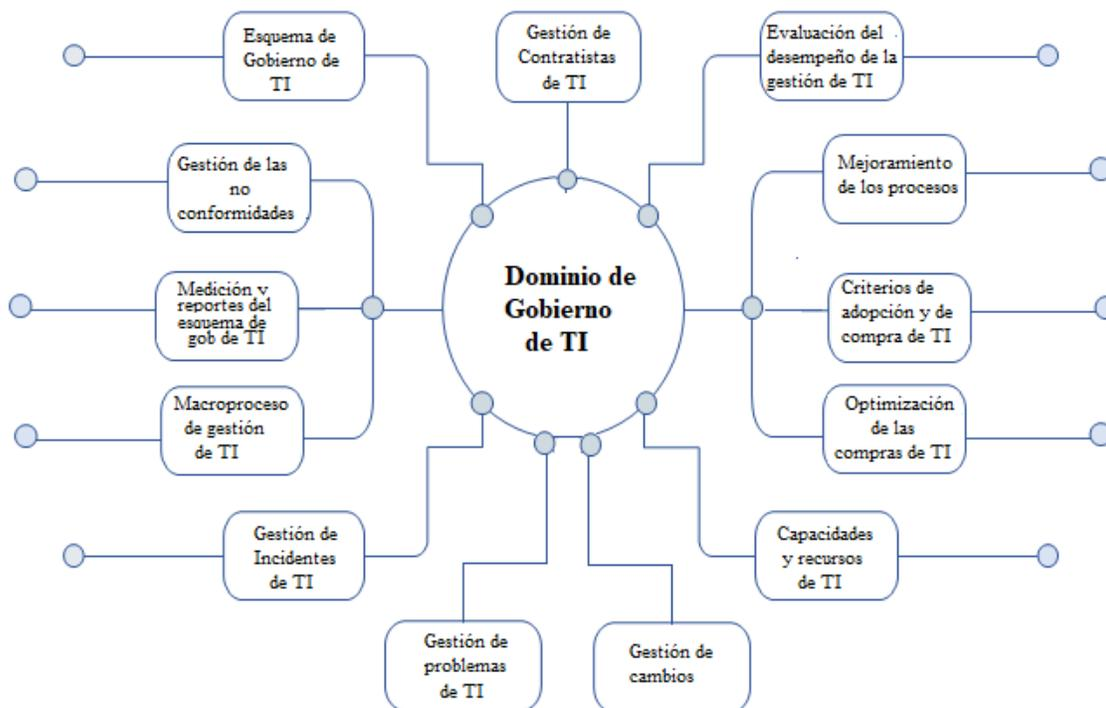 Esquema de
Gobierno de
TI
Gestión de
Contratistas
de TI
Evaluación del
desempeño de la
gestión de TI
Gestión de las
no
conformidades
Mejoramiento
de los procesos
Medición y
reportes del
esquema de
gob de TI
Dominio de
Gobierno
de TI
Criterios de
adopción y de
compra de TI
Macroproceso
de gestión
de TI
Optimización
de las
compras de TI
Gestión de
Incidentes
de TI
Capacidades
y recursos
de TI
Gestión de
problemas
de TI
Gestión de
cambios